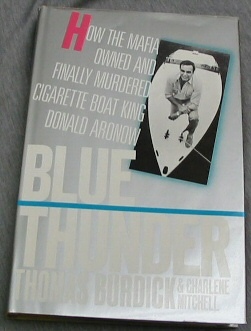 HOW THE MAFIA
OWNED AND
FINALLY MURDERED
CIGARETTE BOAT KING
DONALD ARONOW
BLUE
THUNDER
THOMAS BURDICK
& CHARLENE
MITCHELL